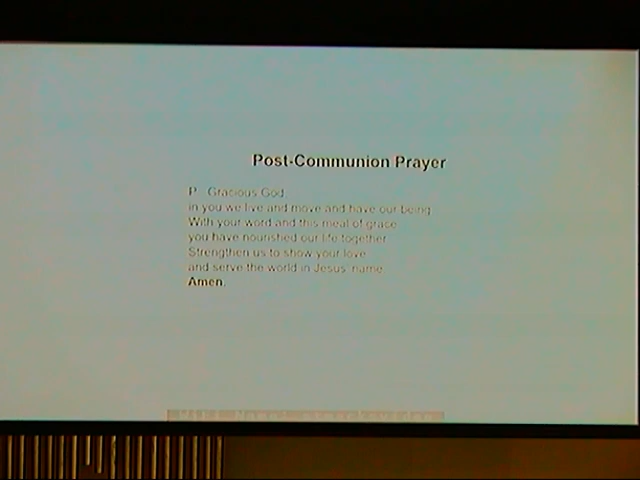 Post-Communion Prayer
P Gracious God
in you we live and move and have our being
With your word and this meal of grace
you have nourished our life together
Strengthen us to show your love
and serve the world in Jesus' name
Amen.